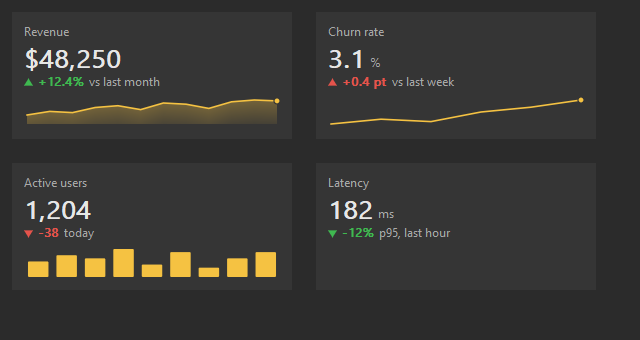 Revenue
$48,250
▲ +12.4% vs last month
Churn rate
3.1 %
▲ +0.4 pt vs last week
Active users
1,204
▼ -38 today
Latency
182 ms
▼ -12% p95, last hour